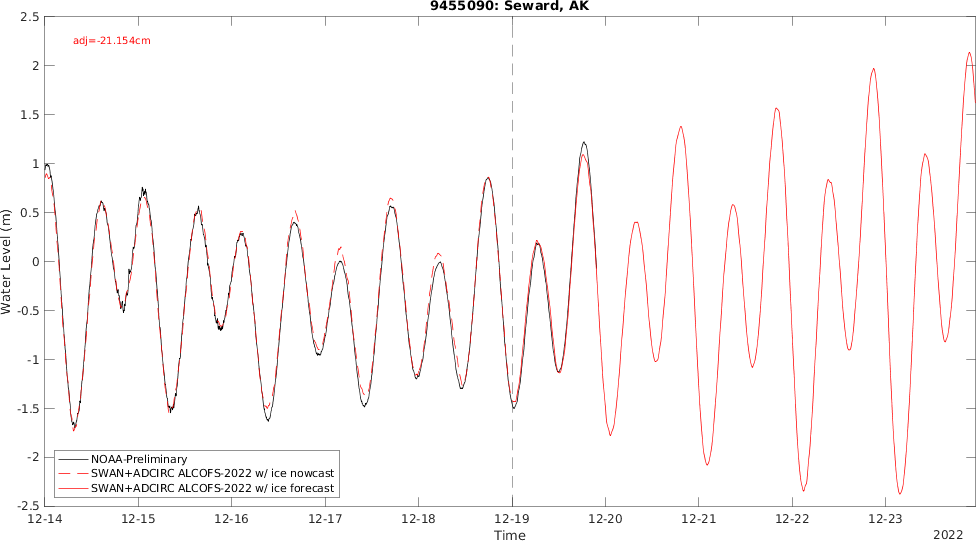 9455090: Seward, AK
adj=-21.154cm
2.5
2
1.5
1
0.5
0
-0.5
-1
-1.5
-2
-2.5
Water Level (m)
NOAA-Preliminary
SWAN+ADCIRC ALCOFS-2022 w/ ice nowcast
SWAN+ADCIRC ALCOFS-2022 w/ ice forecast
12-14 12-15 12-16 12-17 12-18 12-19 12-20 12-21 12-22 12-23
Time
2022